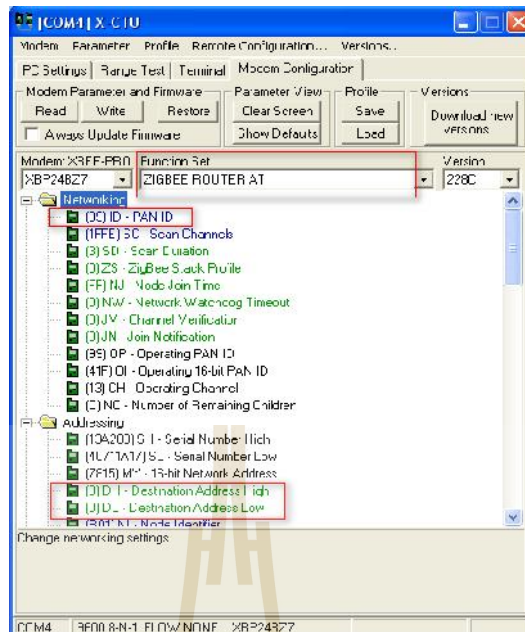 [COM4] X-CTU
Modem Parameter Profile Remote Configuration... Versions...
PC Settings Range Test Terminal Modem Configuration
Modem Parameter and Firmware Parameter View Profile Versions
Read Write Restore Clear Screen Save Download new versions
Always Update Firmware Show Defaults Load
Modem: XBEE-PRO Function Set Version
XBP24BZ7 ZIGBEE ROUTER AT
Networking
ID - PAN ID
(1FFE) SC - Scan Channels
(3) SD - Scan Duration
(0) ZS - ZigBee Stack Profile
(FF) NJ - Node Join Time
(0) NW - Network Watchdog Timeout
(0) JV - Channel Verification
(0) JN - Join Notification
OP - Operating PAN ID
(41F) OI - Operating 16-bit PAN ID
(13) CH - Operating Channel
NC - Number of Remaining Children
Addressing
(13A200) SH - Serial Number High
SL - Serial Number Low
MY - 16-bit Network Address
(0) DH - Destination Address High
(0) DL - Destination Address Low
NI - Node Identifier
Change networking settings
COM4 9600 8-N-1 FLOW:NONE XBP24BZ7